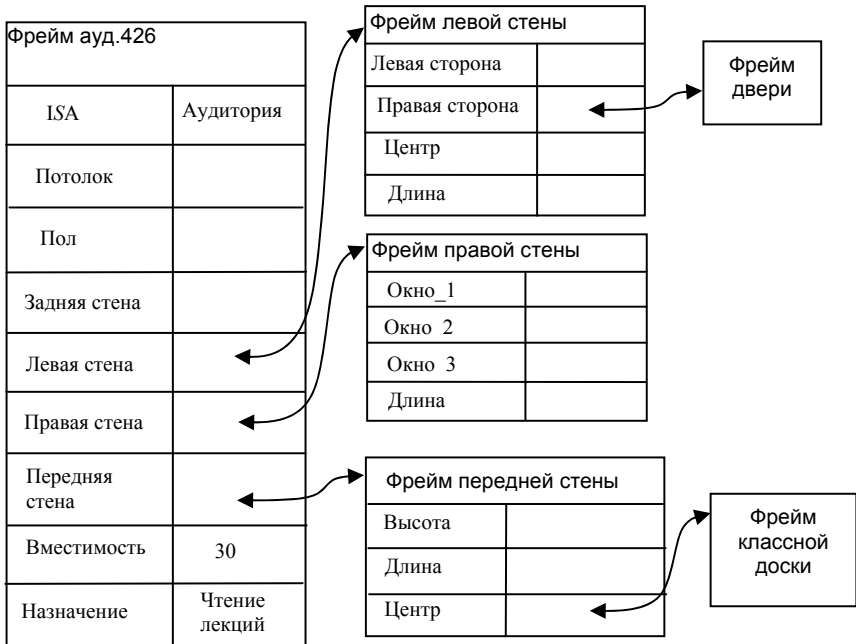 Фрейм ауд.426
ISA Аудитория
Потолок
Пол
Задняя стена
Левая стена
Правая стена
Передняя
стена
Вместимость 30
Назначение Чтение
лекций
Фрейм левой стены
Левая сторона
Правая сторона
Центр
Длина
Фрейм
двери
Фрейм правой стены
Окно_1
Окно 2
Окно 3
Длина
Фрейм передней стены
Высота
Длина
Центр
Фрейм
классной
доски